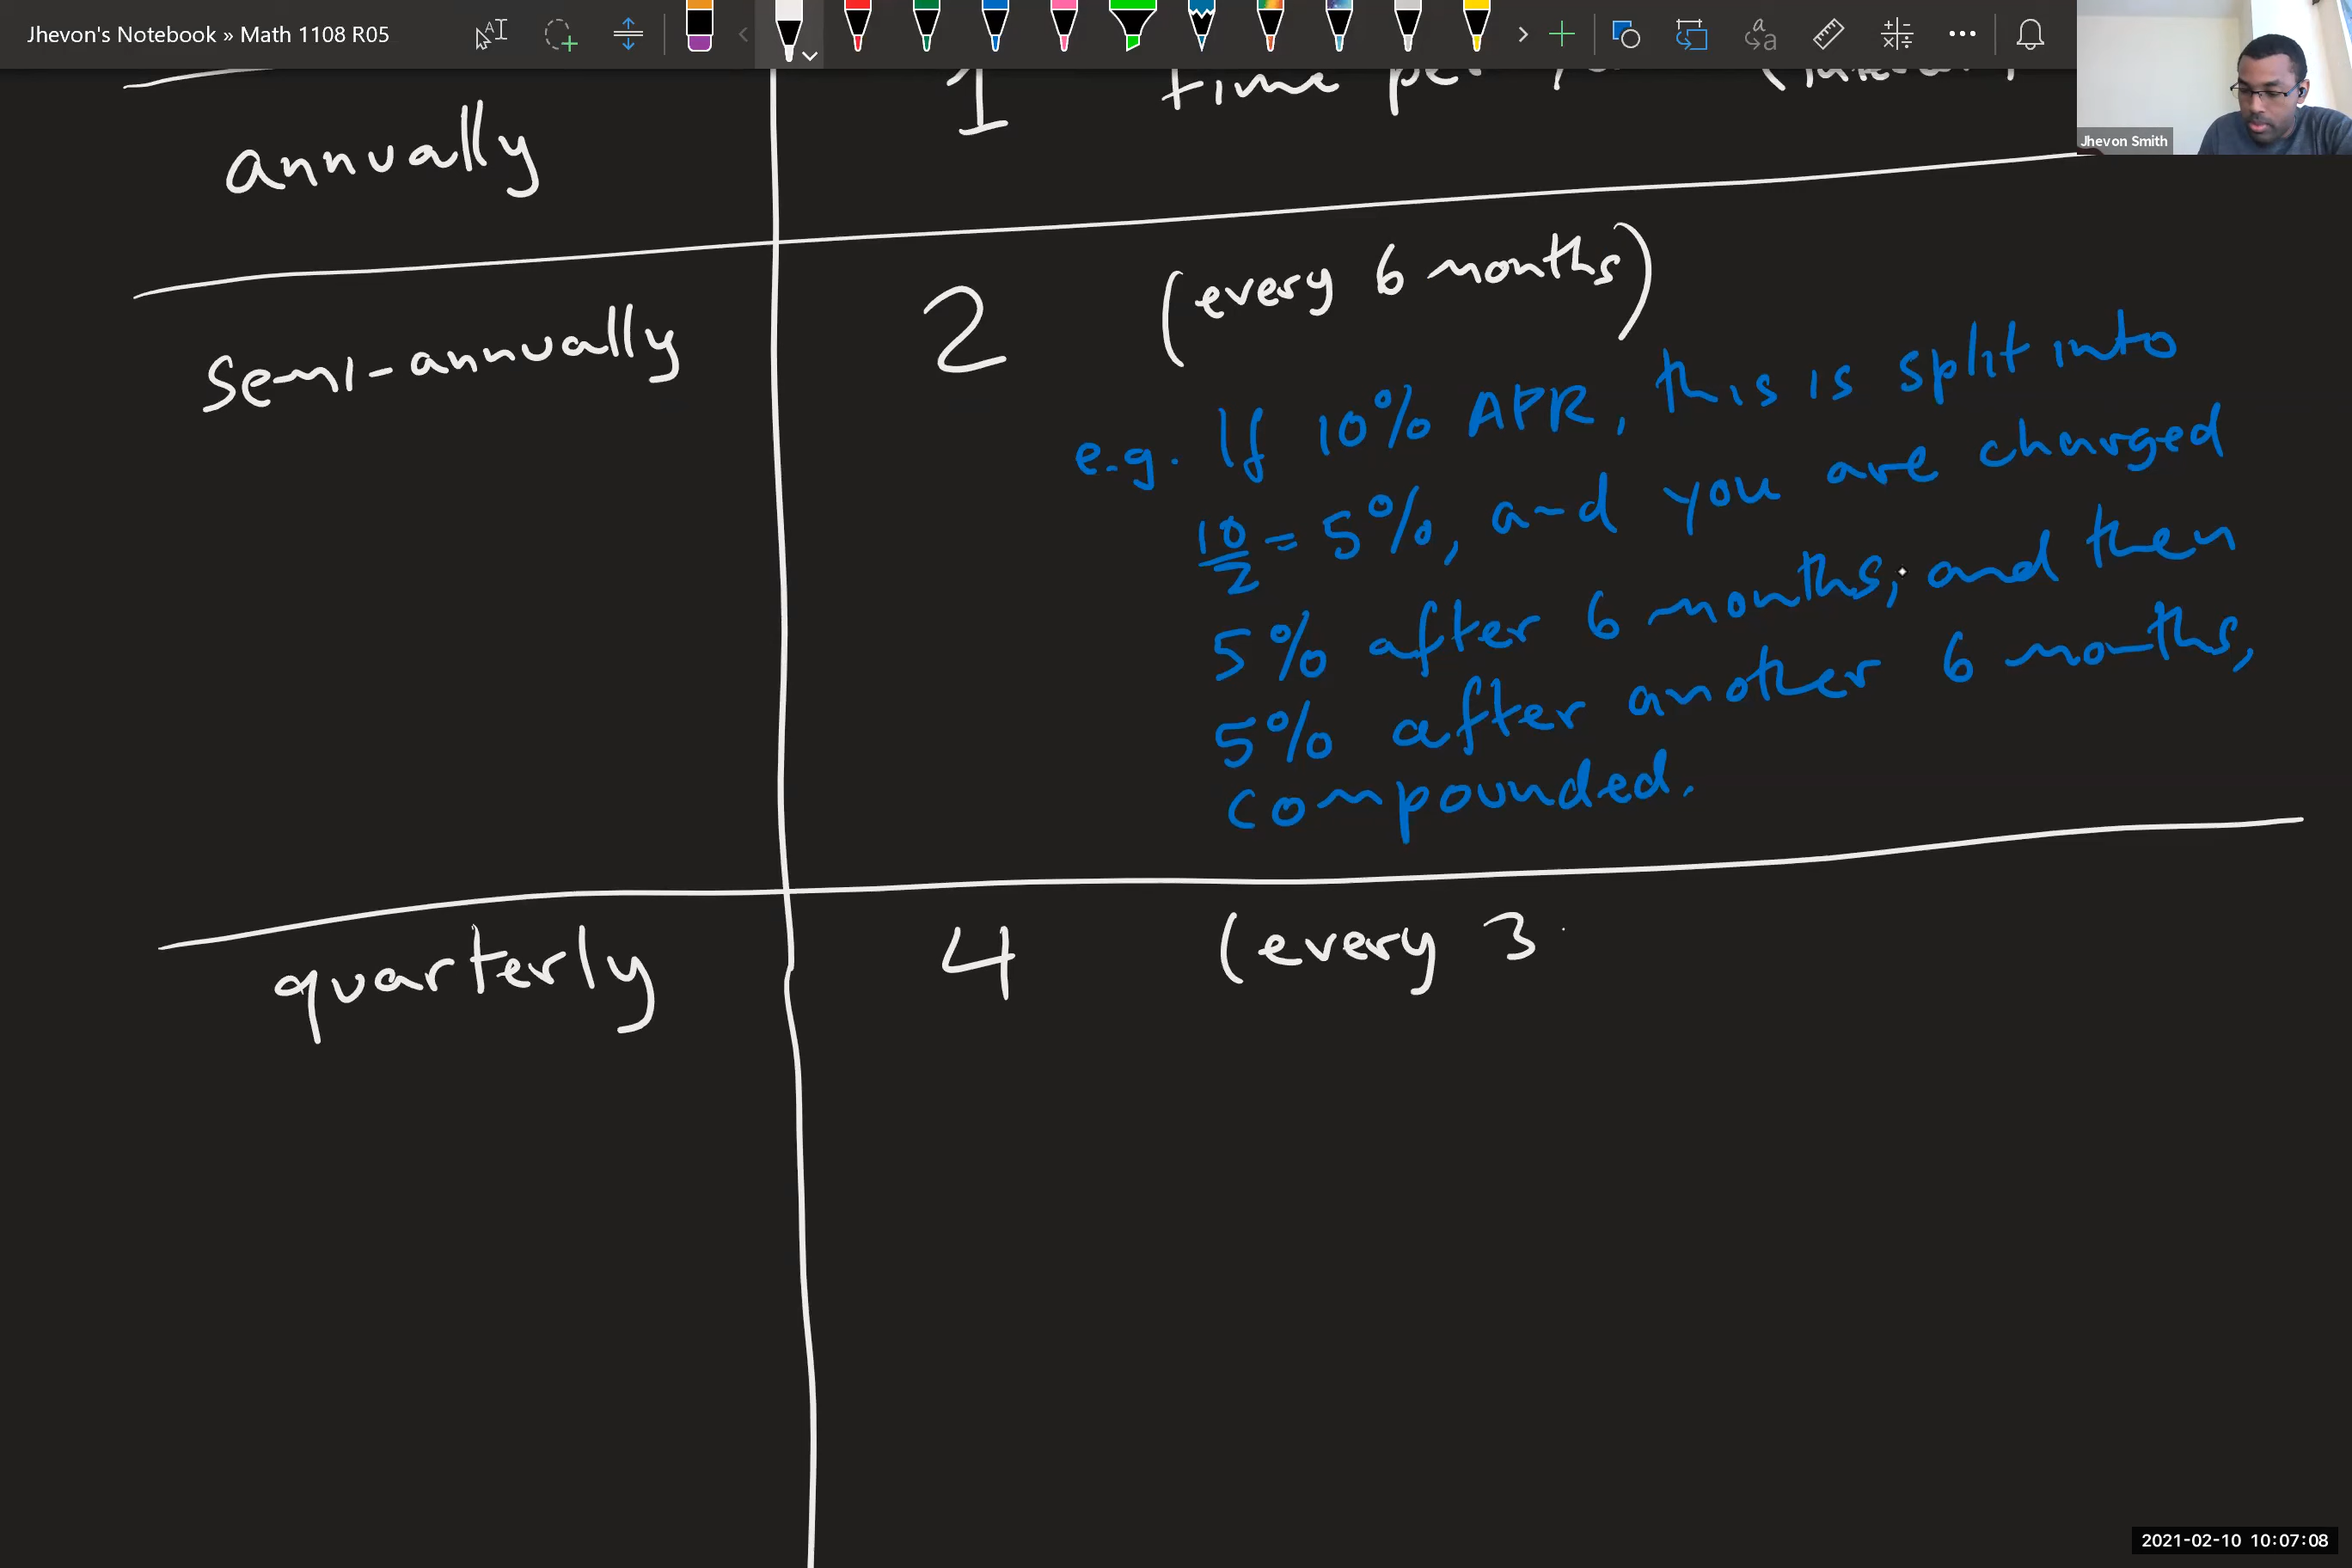 Jhevon's Notebook » Math 1108 R05
Jhevon Smith
1 time per
annually
semi-annually 2 (every 6 months)
e.g. If 10% APR, this is split into
10/2 = 5%, and you are charged
5% after 6 months, and then
5% after another 6 months,
compounded.
quarterly 4 (every 3
2021-02-10 10:07:08